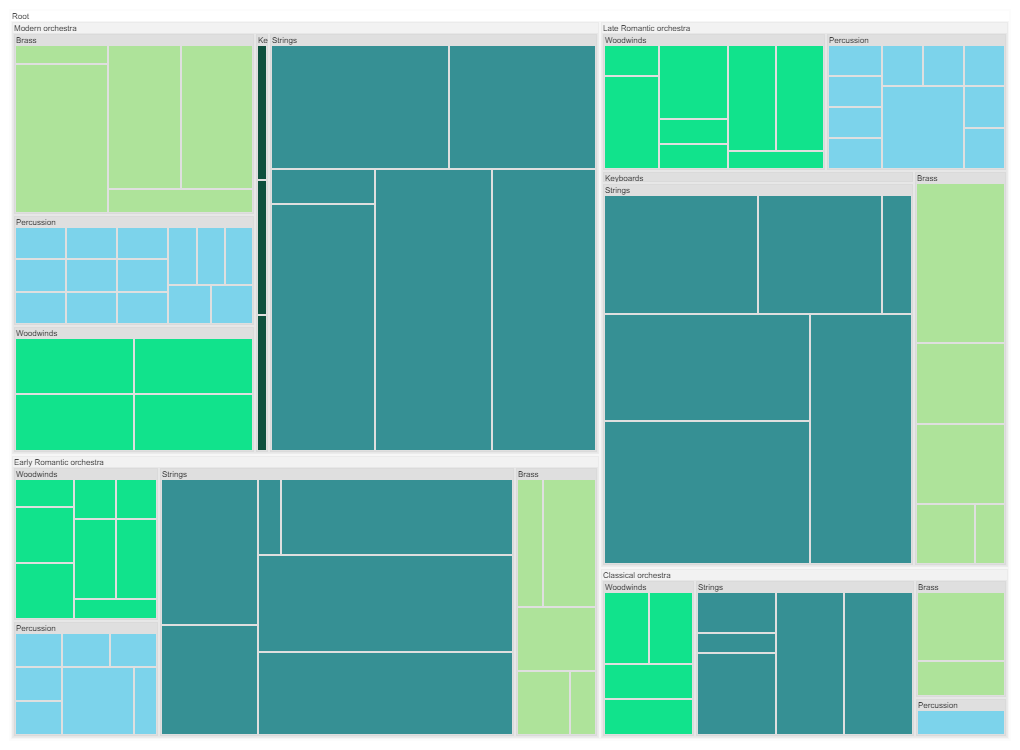 Root
Modern orchestra
Brass
Ke
Strings
Percussion
Woodwinds
Late Romantic orchestra
Woodwinds
Percussion
Keyboards
Strings
Brass
Early Romantic orchestra
Woodwinds
Strings
Brass
Percussion
Classical orchestra
Woodwinds
Strings
Brass
Percussion